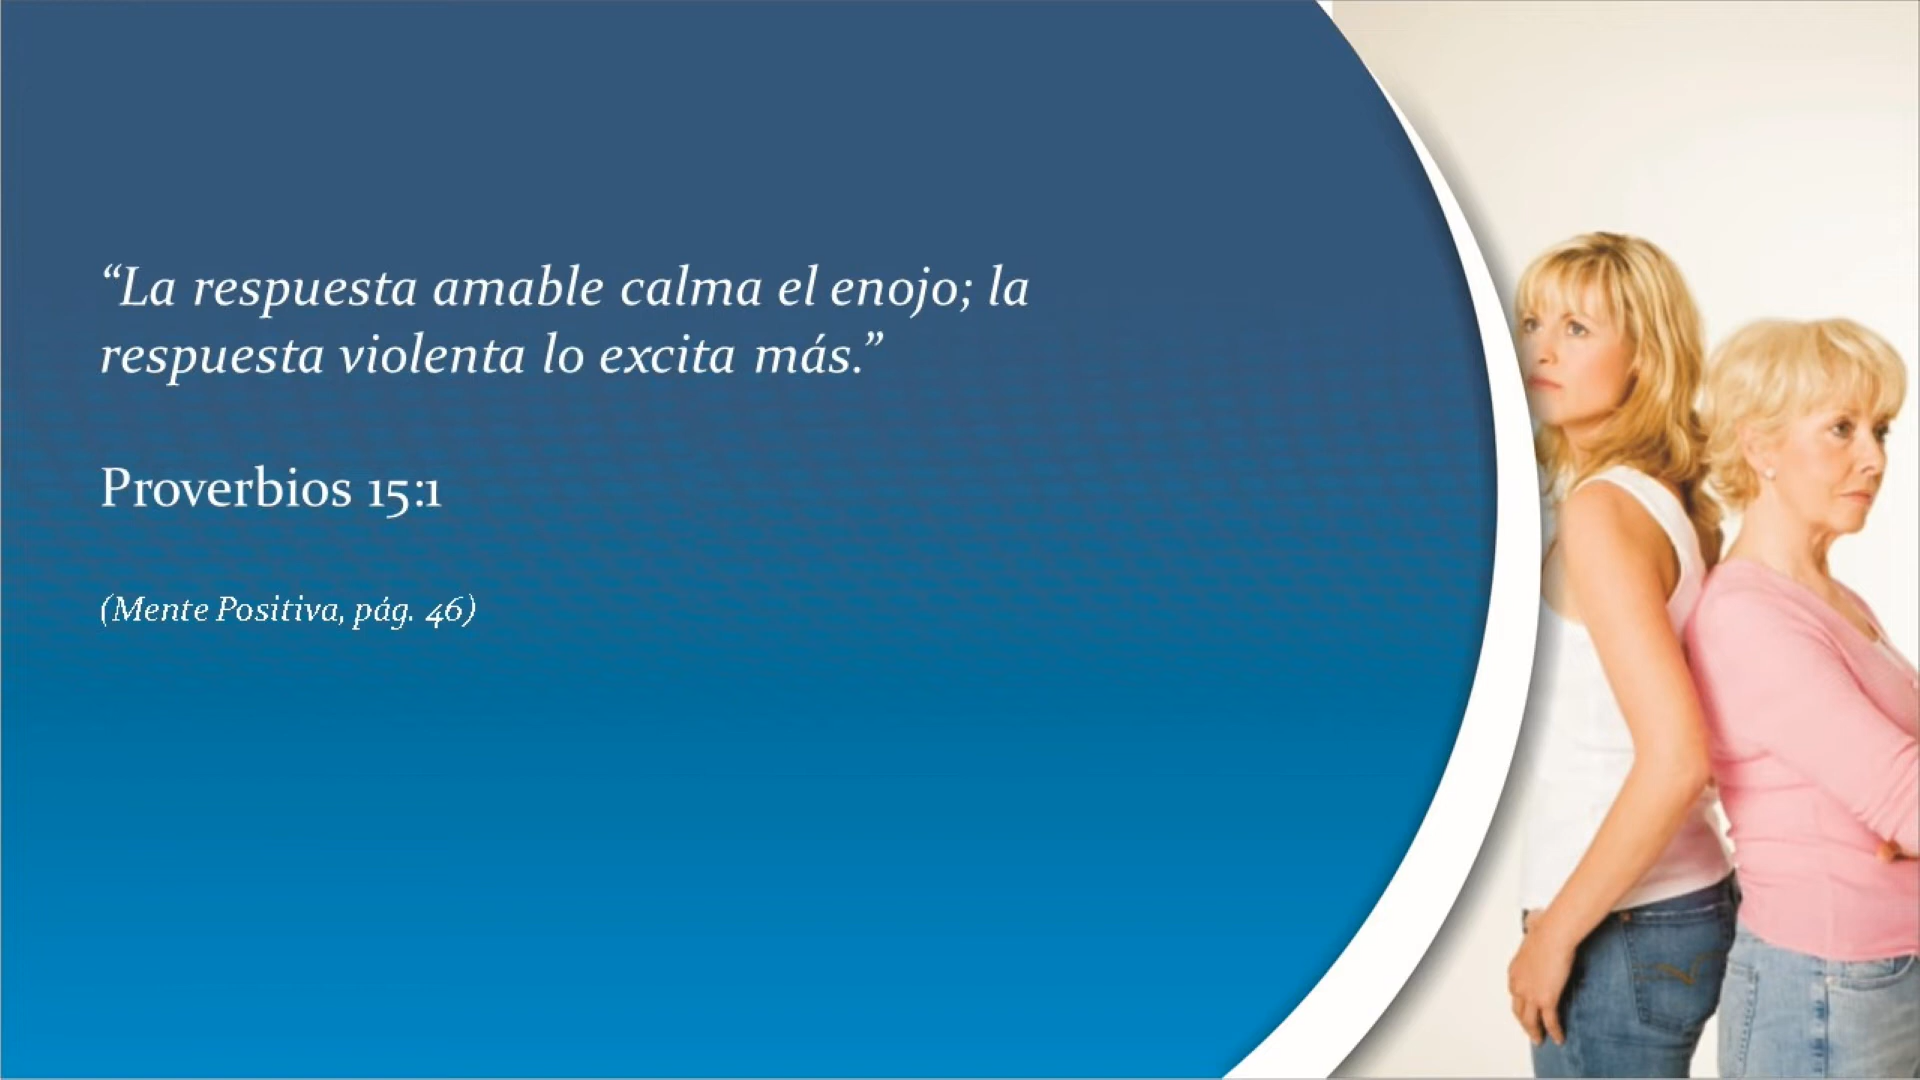 “La respuesta amable calma el enojo; la
respuesta violenta lo excita más.”
Proverbios 15:1
(Mente Positiva, pág. 46)